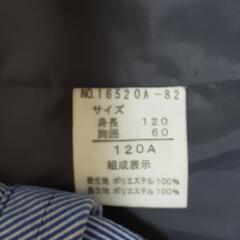 NO.16520A-82
サイズ
身長 120
胸囲 60
120A
組成表示
表生地 ポリエステル100%
裏生地 ポリエステル100%